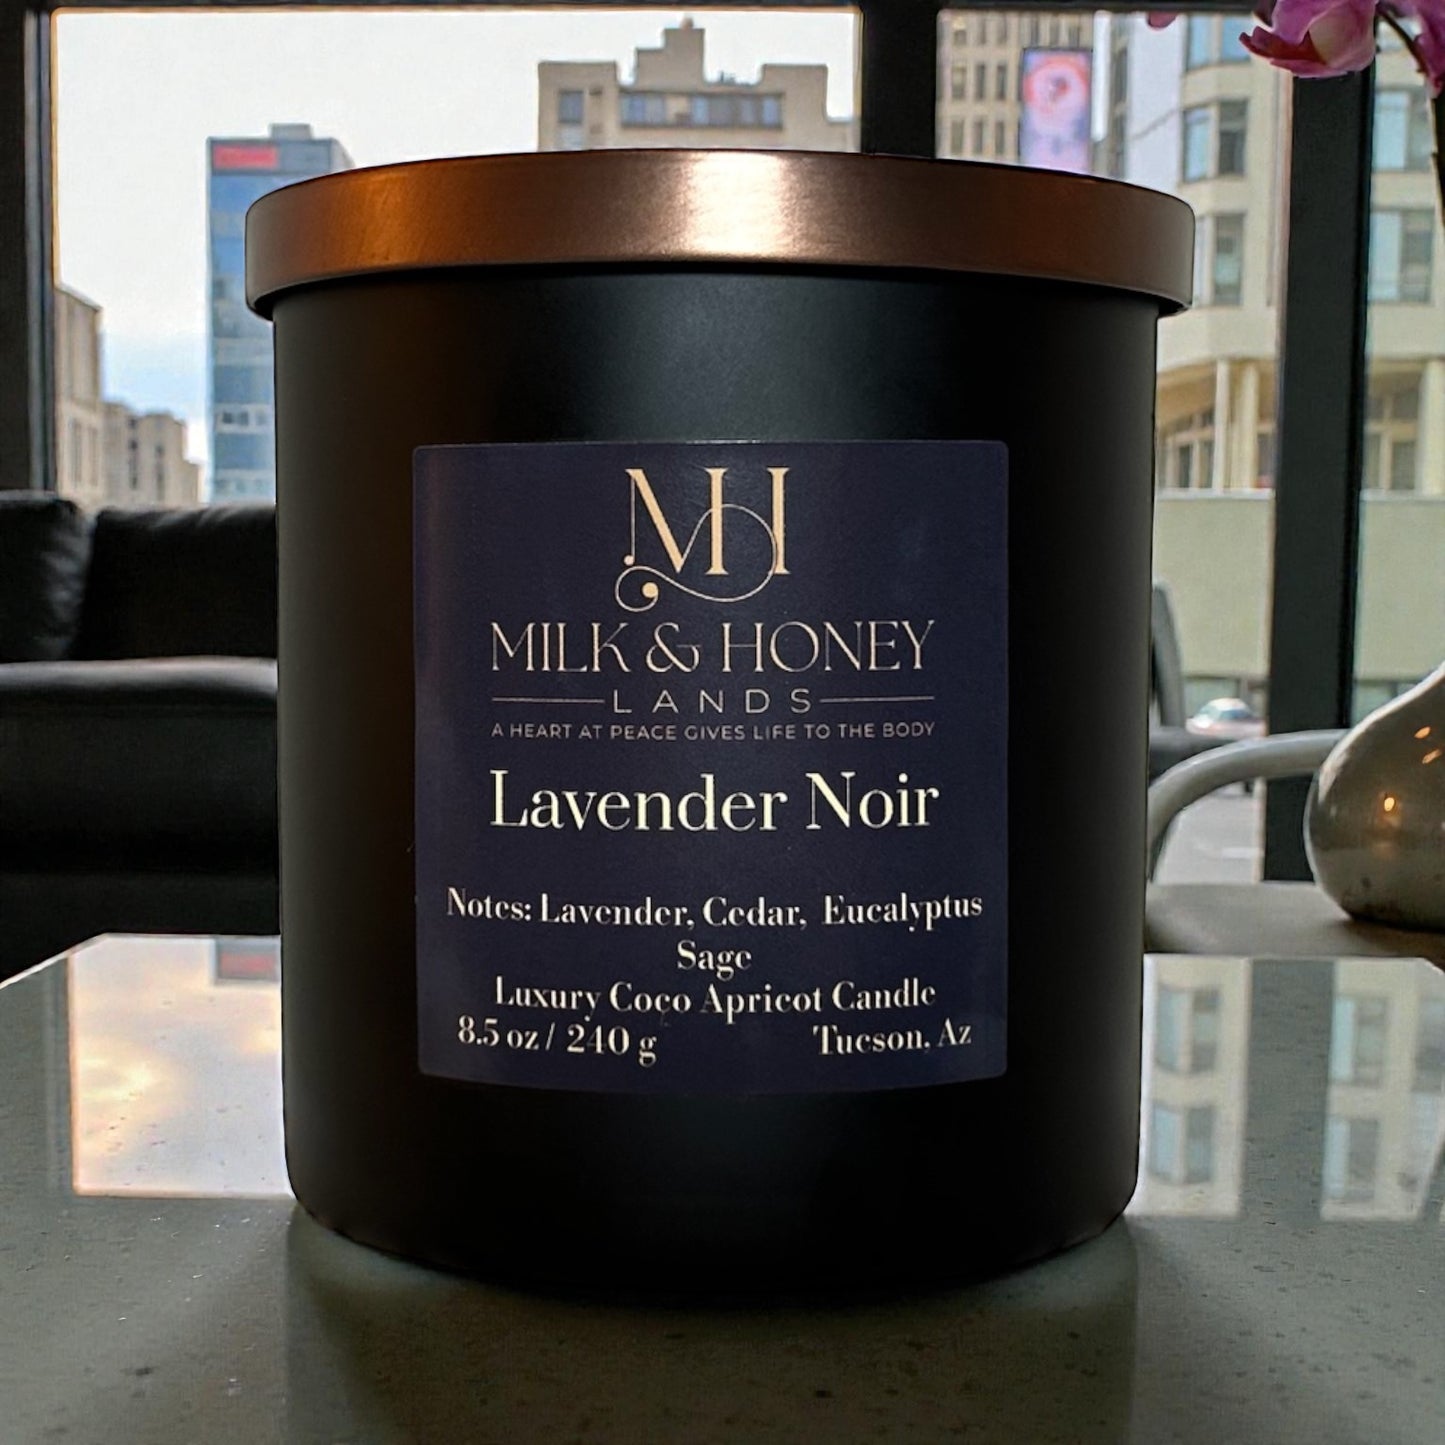 MH
MILK & HONEY
LANDS
A HEART AT PEACE GIVES LIFE TO THE BODY
Lavender Noir
Notes: Lavender, Cedar, Eucalyptus
Sage
Luxury Coco Apricot Candle
8.5 oz / 240 g Tucson, Az